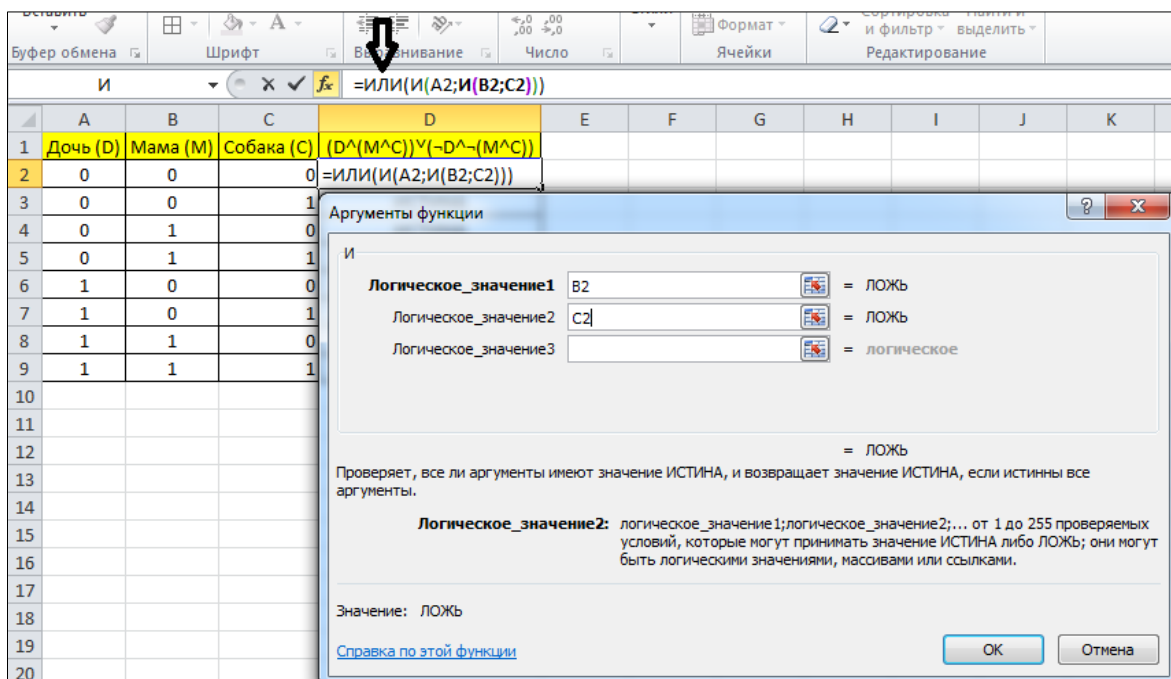 Буфер обмена Шрифт Выравнивание Число Ячейки Редактирование
Формат и фильтр выделить
И =ИЛИ(И(A2;И(B2;C2)))
A B C D E F G H I J K
1 Дочь (D) Мама (M) Собака (C) (D^(M^C))˅(¬D^¬(M^C))
2 0 0 0 =ИЛИ(И(A2;И(B2;C2)))
3 0 0 1
4 0 1 0
5 0 1 1
6 1 0 0
7 1 0 1
8 1 1 0
9 1 1 1
10
11
12
13
14
15
16
17
18
19
20
Аргументы функции
И
Логическое_значение1 B2 = ЛОЖЬ
Логическое_значение2 C2 = ЛОЖЬ
Логическое_значение3 = логическое
= ЛОЖЬ
Проверяет, все ли аргументы имеют значение ИСТИНА, и возвращает значение ИСТИНА, если истинны все
аргументы.
Логическое_значение2: логическое_значение1;логическое_значение2;... от 1 до 255 проверяемых
условий, которые могут принимать значение ИСТИНА либо ЛОЖЬ; они могут
быть логическими значениями, массивами или ссылками.
Значение: ЛОЖЬ
Справка по этой функции
OK Отмена